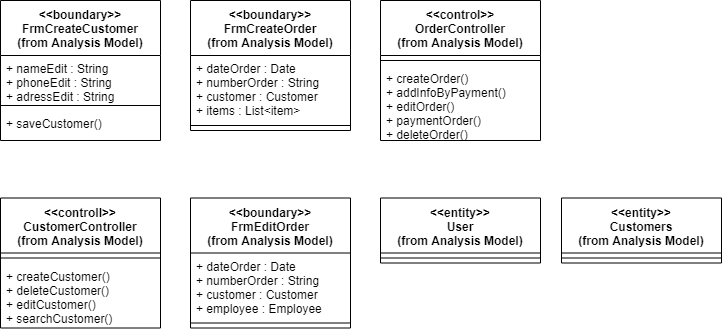 <<boundary>>
FrmCreateCustomer
(from Analysis Model)
+ nameEdit : String
+ phoneEdit : String
+ adressEdit : String
+ saveCustomer()
<<boundary>>
FrmCreateOrder
(from Analysis Model)
+ dateOrder : Date
+ numberOrder : String
+ customer : Customer
+ items : List<item>
<<control>>
OrderController
(from Analysis Model)
+ createOrder()
+ addInfoByPayment()
+ editOrder()
+ paymentOrder()
+ deleteOrder()
<<controll>
CustomerController
(from Analysis Model)
+ createCustomer()
+ deleteCustomer()
+ editCustomer()
+ searchCustomer()
<<boundary>>
FrmEditOrder
(from Analysis Model)
+ dateOrder : Date
+ numberOrder : String
+ customer : Customer
+ employee : Employee
<<entity>>
User
(from Analysis Model)
<<entity>>
Customers
(from Analysis Model)